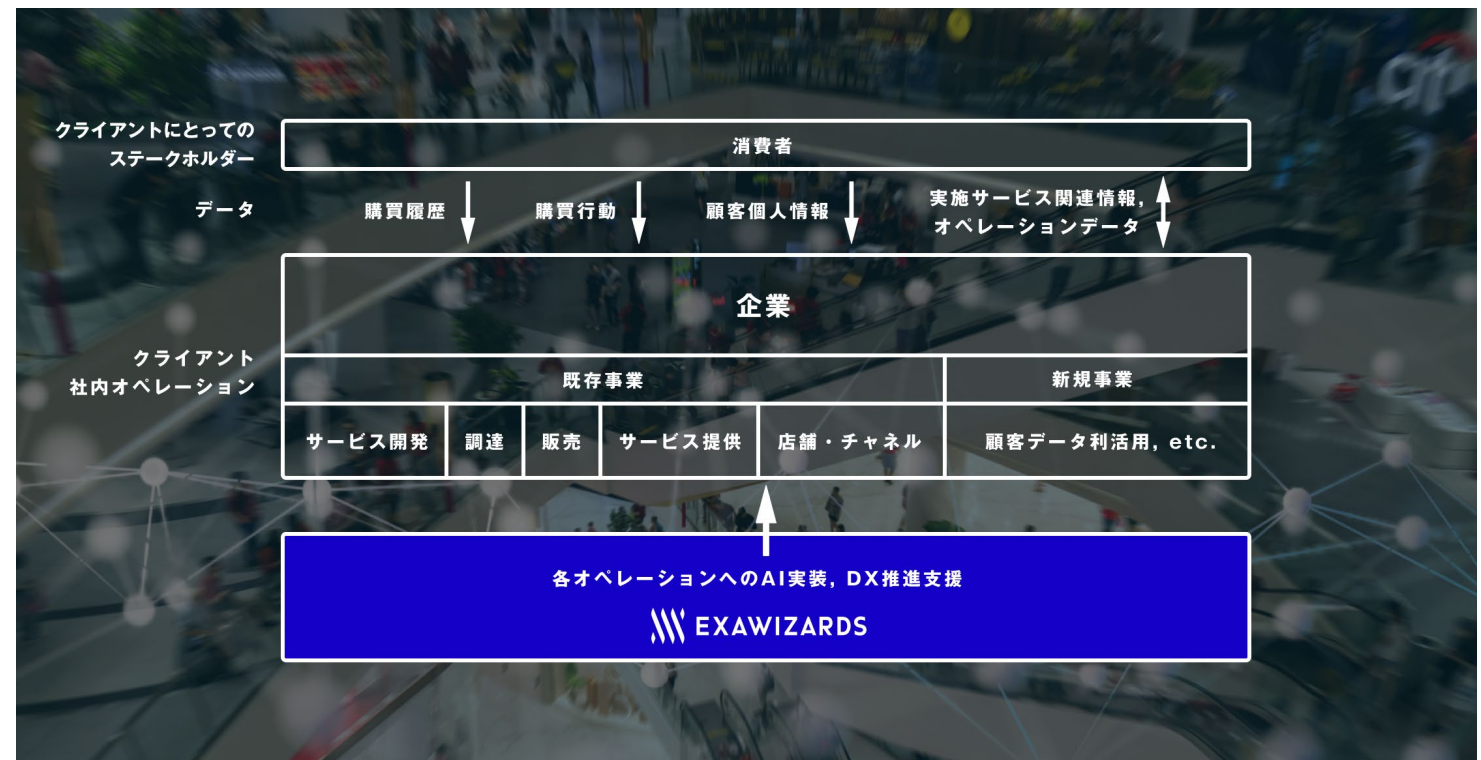 クライアントにとっての
ステークホルダー
消費者
データ
購買履歴
購買行動
顧客個人情報
実施サービス関連情報,
オペレーションデータ
企業
クライアント
社内オペレーション
既存事業
新規事業
サービス開発
調達
販売
サービス提供
店舗・チャネル
顧客データ利活用, etc.
各オペレーションへのAI実装, DX推進支援
EXAWIZARDS